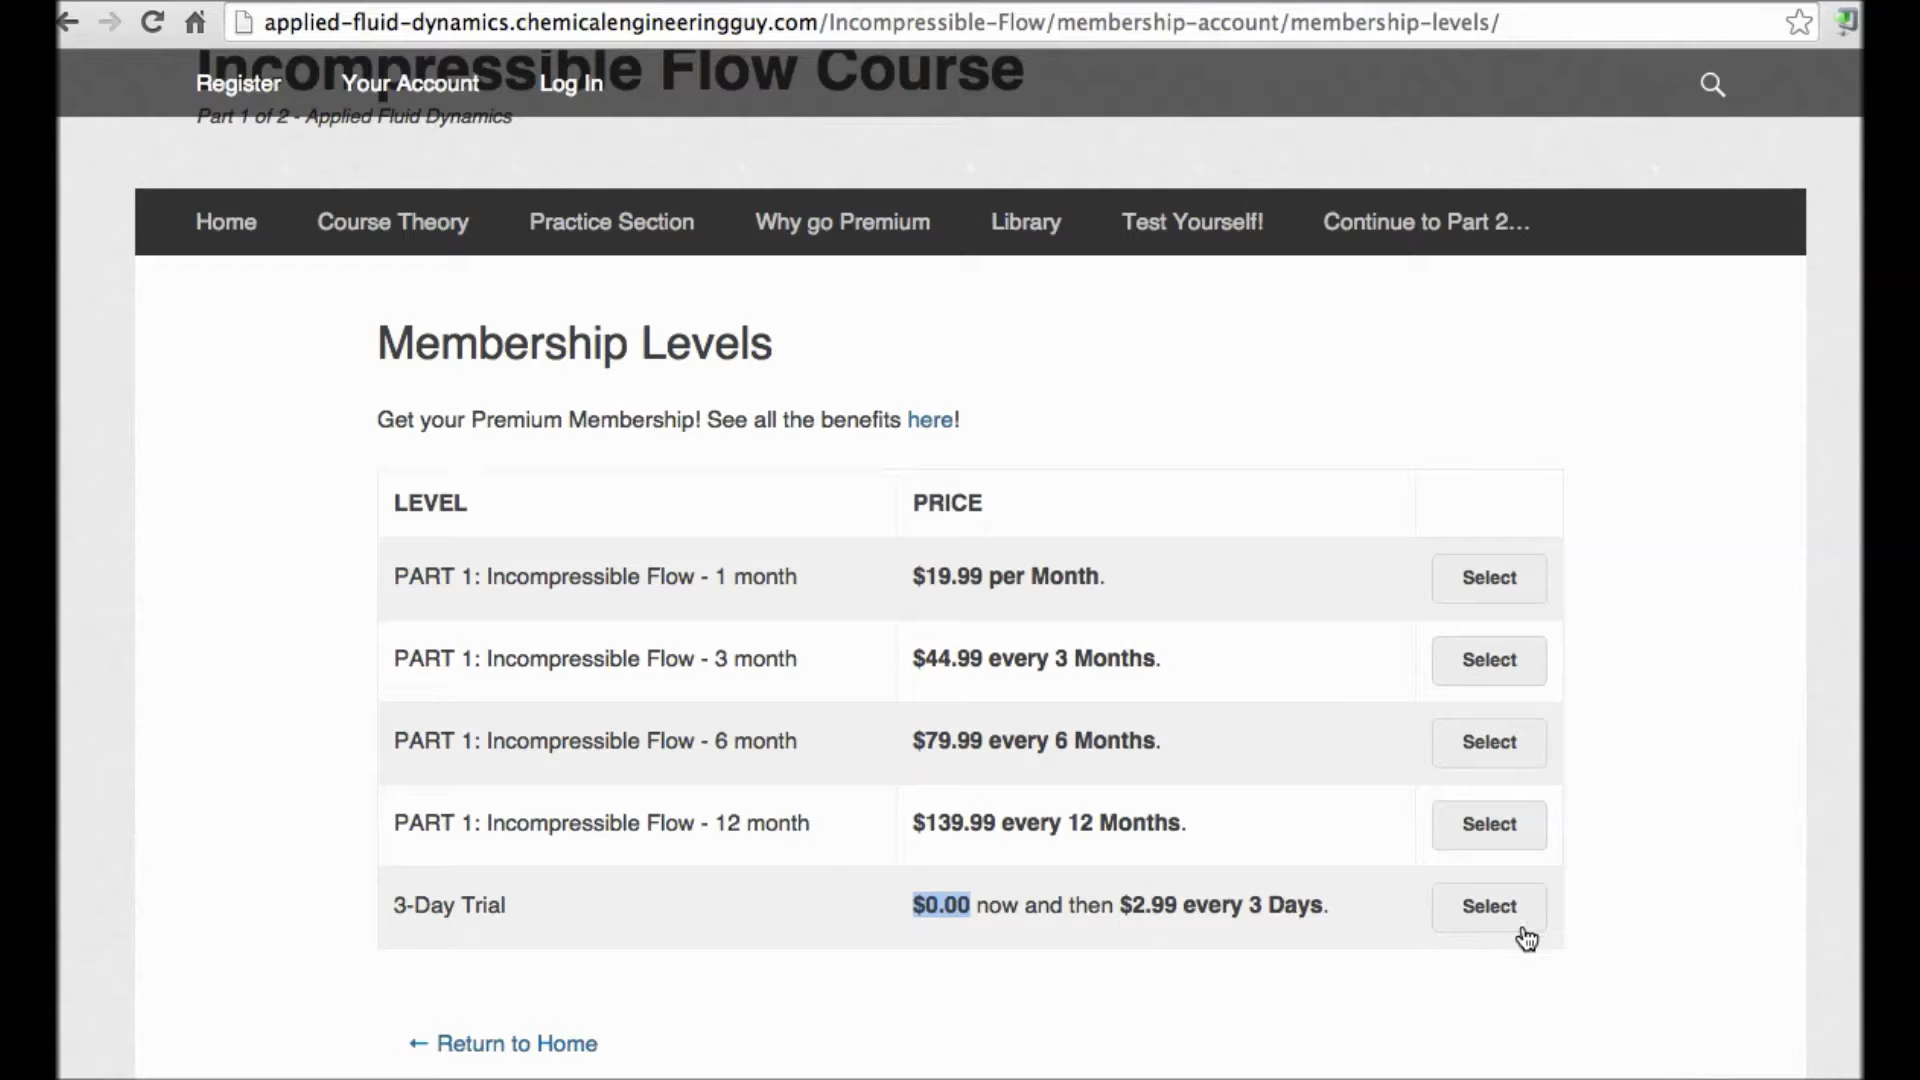 applied-fluid-dynamics.chemicalengineeringguy.com/Incompressible-Flow/membership-account/membership-levels/
Incompressible Flow Course
Register Your Account Log In
Part 1 of 2 - Applied Fluid Dynamics
Home Course Theory Practice Section Why go Premium Library Test Yourself! Continue to Part 2...
Membership Levels
Get your Premium Membership! See all the benefits here!
LEVEL PRICE
PART 1: Incompressible Flow - 1 month $19.99 per Month. Select
PART 1: Incompressible Flow - 3 month $44.99 every 3 Months. Select
PART 1: Incompressible Flow - 6 month $79.99 every 6 Months. Select
PART 1: Incompressible Flow - 12 month $139.99 every 12 Months. Select
3-Day Trial $0.00 now and then $2.99 every 3 Days. Select
← Return to Home